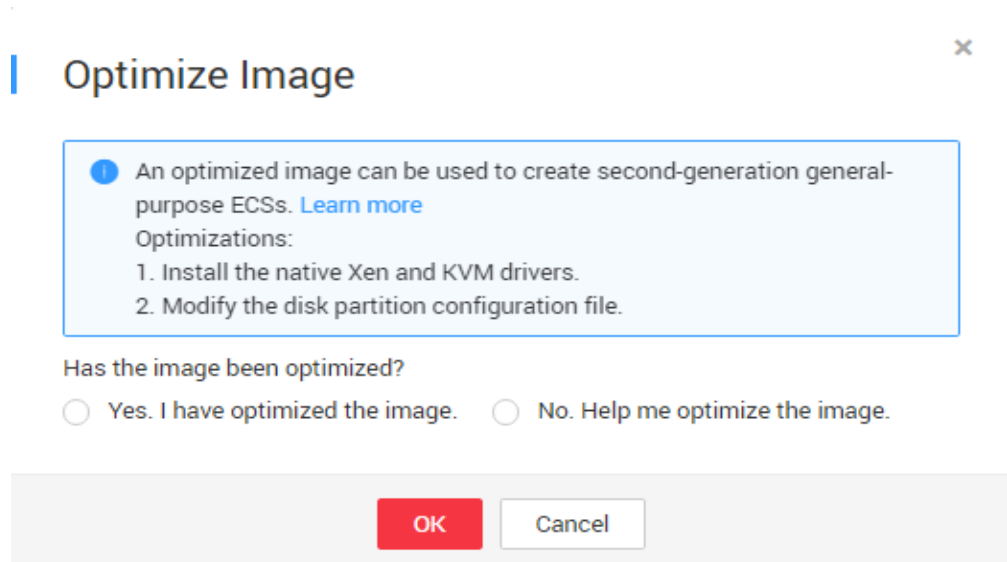 Optimize Image
An optimized image can be used to create second-generation general-
purpose ECSs. Learn more
Optimizations:
1. Install the native Xen and KVM drivers.
2. Modify the disk partition configuration file.
Has the image been optimized?
Yes. I have optimized the image. No. Help me optimize the image.
OK Cancel